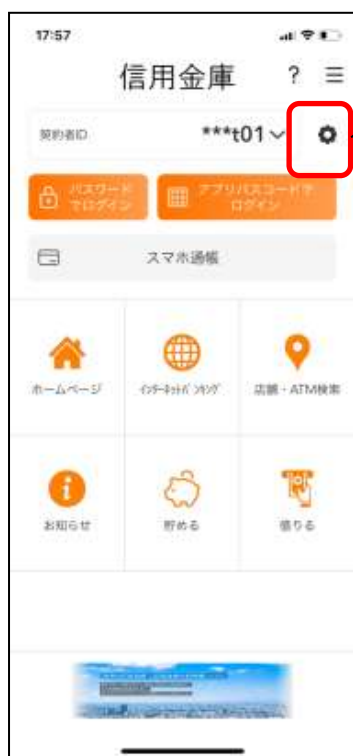 17:57
信用金庫 ?
契約者ID ***t01
パスワード
でログイン
アプリパスコードで
ログイン
スマホ通帳
ホームページ
インターネットバンキング
店舗・ATM検索
お知らせ
貯める
借りる